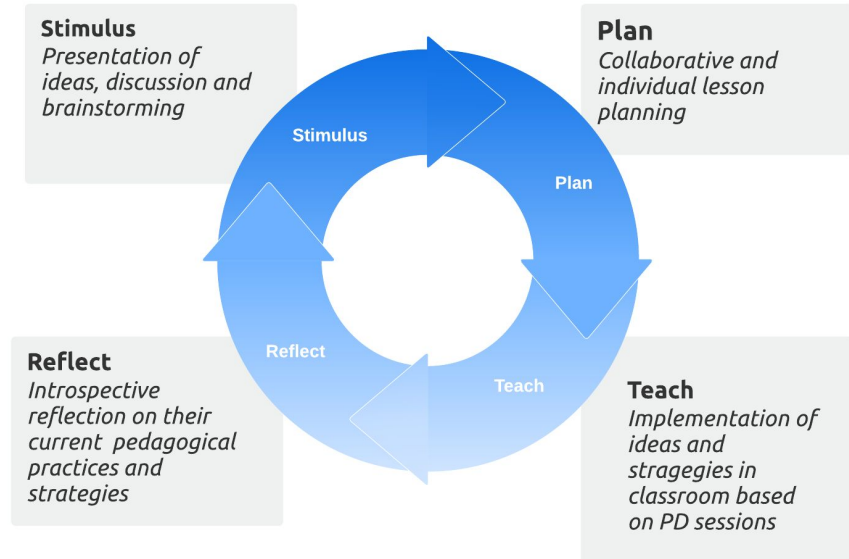 Stimulus
Presentation of
ideas, discussion and
brainstorming
Plan
Collaborative and
individual lesson
planning
Stimulus
Plan
Reflect
Teach
Reflect
Introspective
reflection on their
current pedagogical
practices and
strategies
Teach
Implementation of
ideas and
stragegies in
classroom based
on PD sessions